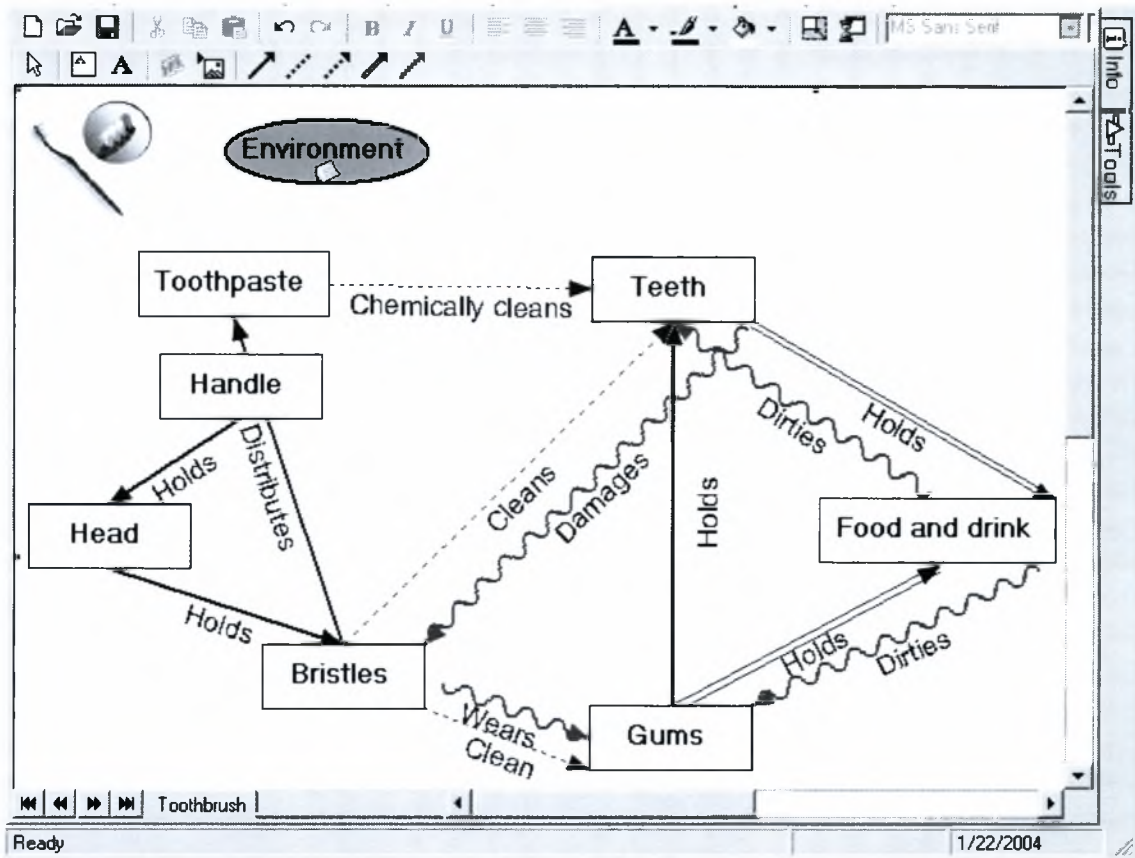 B I U A MS Sans Serif
A
Info
Tools
Environment
Toothpaste
Chemically cleans
Teeth
Handle
Holds
Distributes
Dirties
Holds
Head
Cleans
Damages
Holds
Food and drink
Holds
Bristles
Holds
Dirties
Wears
Clean
Gums
Toothbrush
Ready
1/22/2004